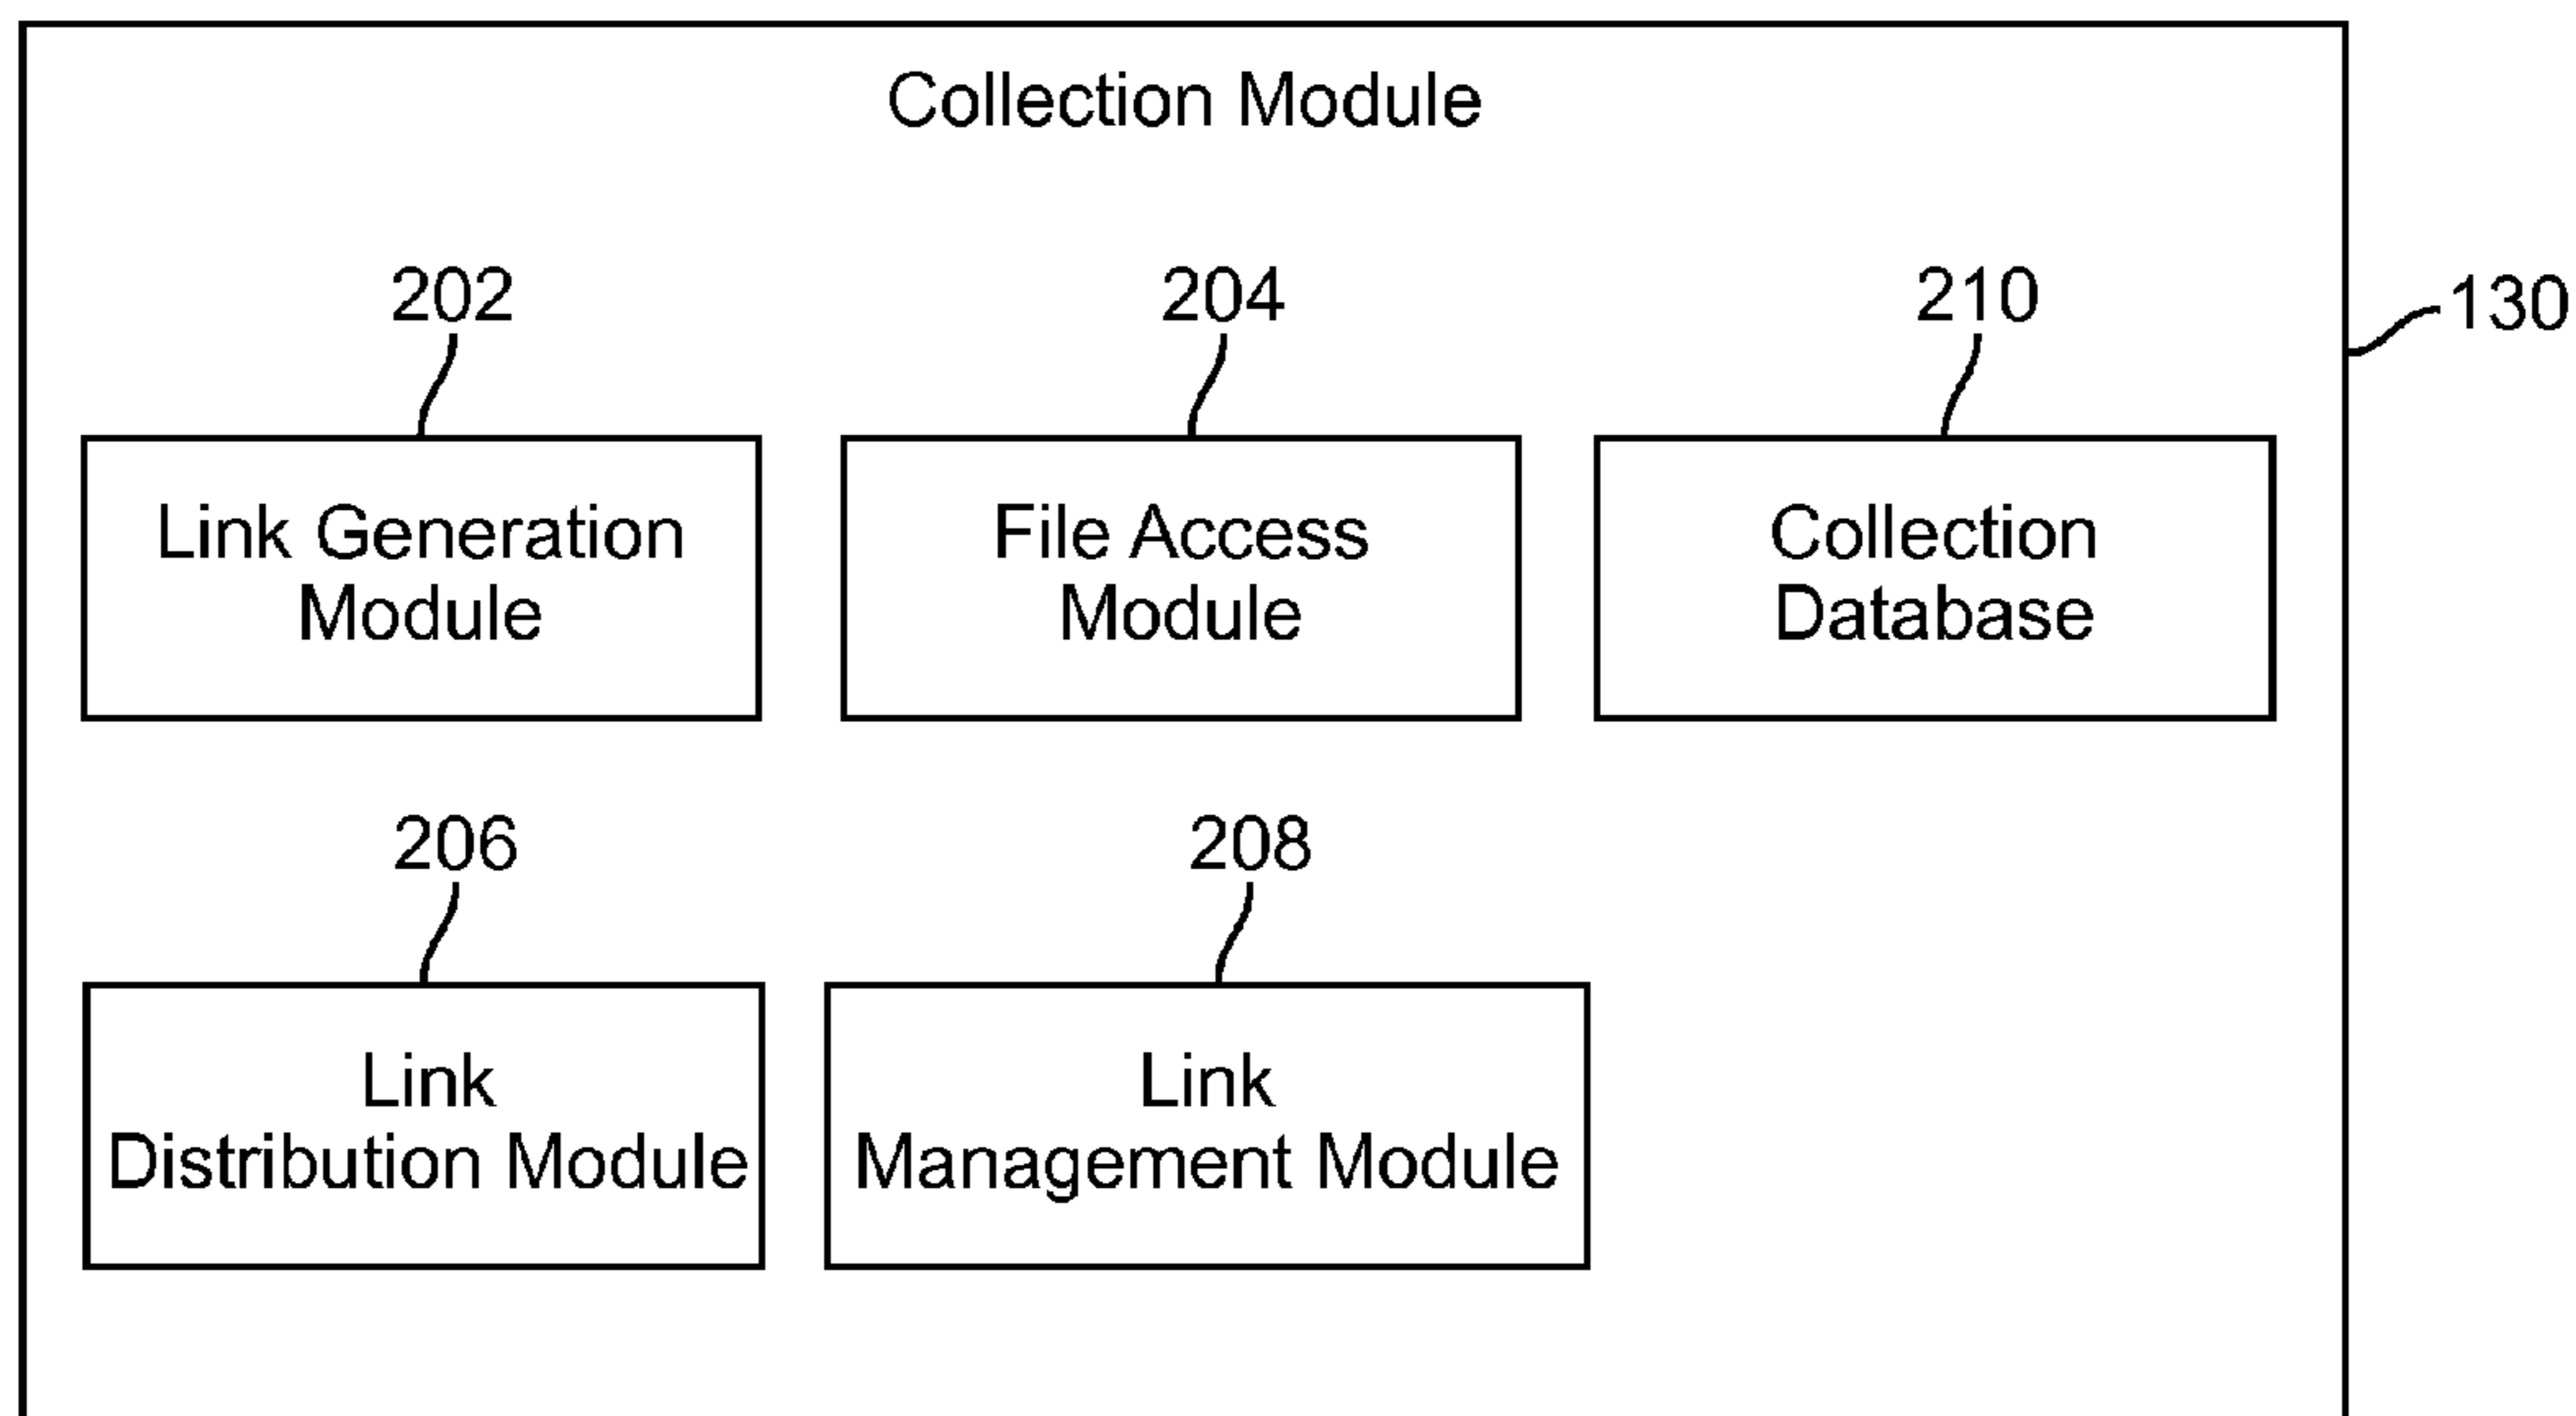 Collection Module
202
204
210
130
Link Generation
Module
File Access
Module
Collection
Database
206
208
Link
Distribution Module
Link
Management Module